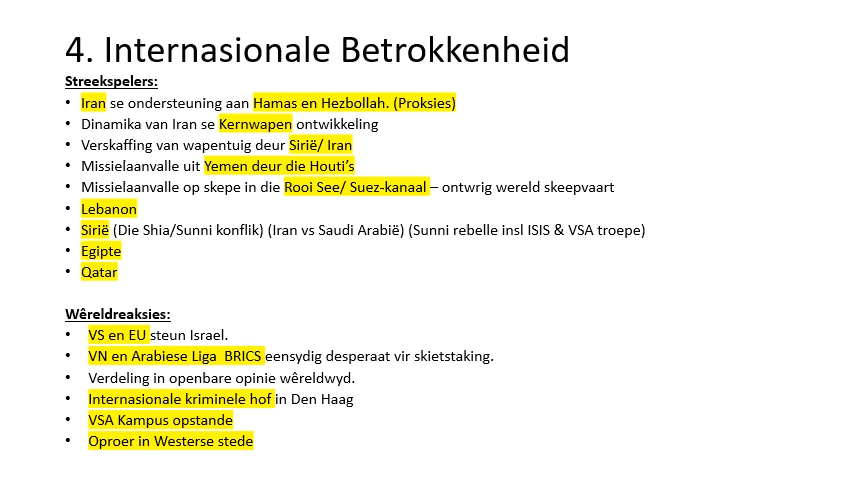 4. Internasionale Betrokkenheid
Streekspelers:
• Iran se ondersteuning aan Hamas en Hezbollah. (Proksies)
• Dinamika van Iran se Kernwapen ontwikkeling
• Verskaffing van wapentuig deur Sirië/ Iran
• Missielaanvalle uit Yemen deur die Houti’s
• Missielaanvalle op skepe in die Rooi See/ Suez-kanaal – ontwrig wereld skeepvaart
• Lebanon
• Sirië (Die Shia/Sunni konflik) (Iran vs Saudi Arabië) (Sunni rebelle insl ISIS & VSA troepe)
• Egipte
• Qatar
Wêreldreaksies:
• VS en EU steun Israel.
• VN en Arabiese Liga  BRICS eensydig desperaat vir skietstaking.
• Verdeling in openbare opinie wêreldwyd.
• Internasionale kriminele hof in Den Haag
• VSA Kampus opstande
• Oproer in Westerse stede